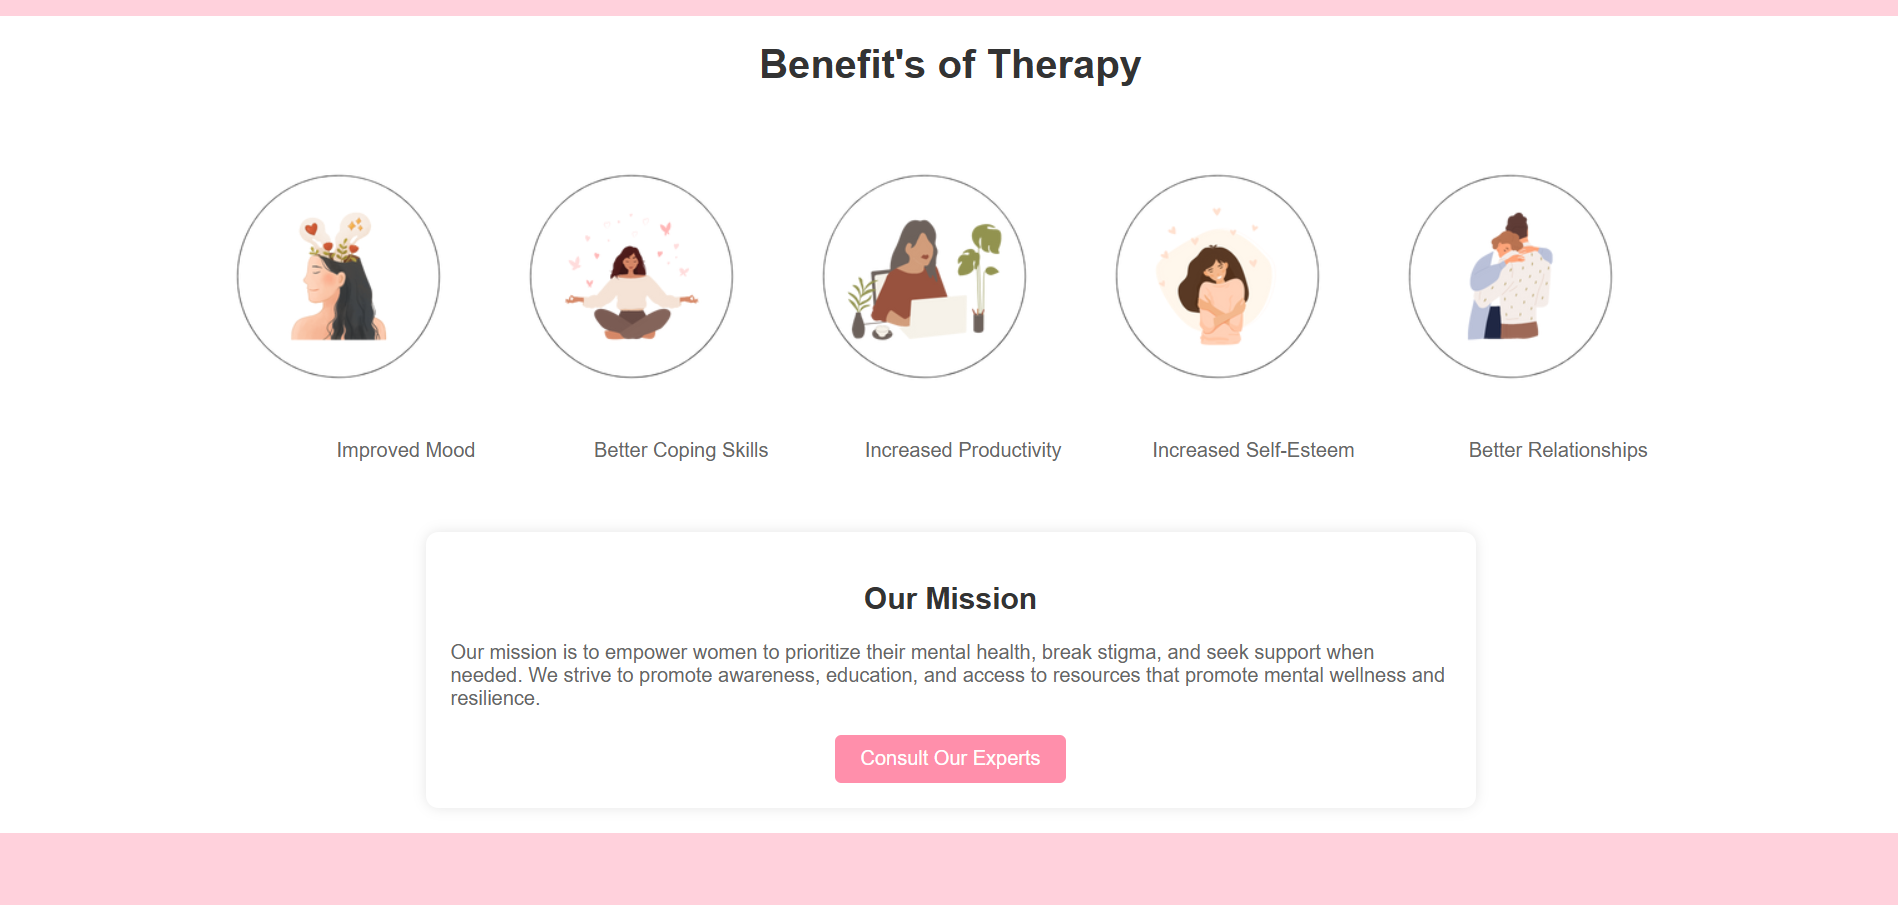 Benefit's of Therapy
Improved Mood
Better Coping Skills
Increased Productivity
Increased Self-Esteem
Better Relationships
Our Mission
Our mission is to empower women to prioritize their mental health, break stigma, and seek support when
needed. We strive to promote awareness, education, and access to resources that promote mental wellness and
resilience.
Consult Our Experts